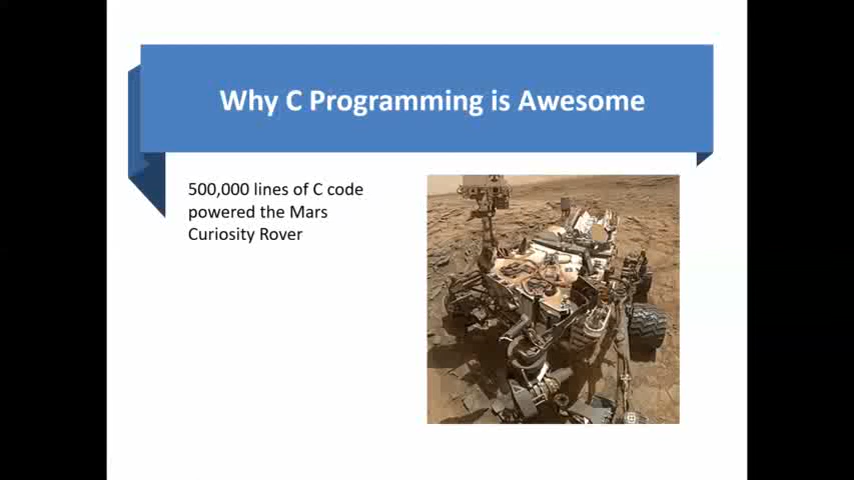 Why C Programming is Awesome
500,000 lines of C code
powered the Mars
Curiosity Rover